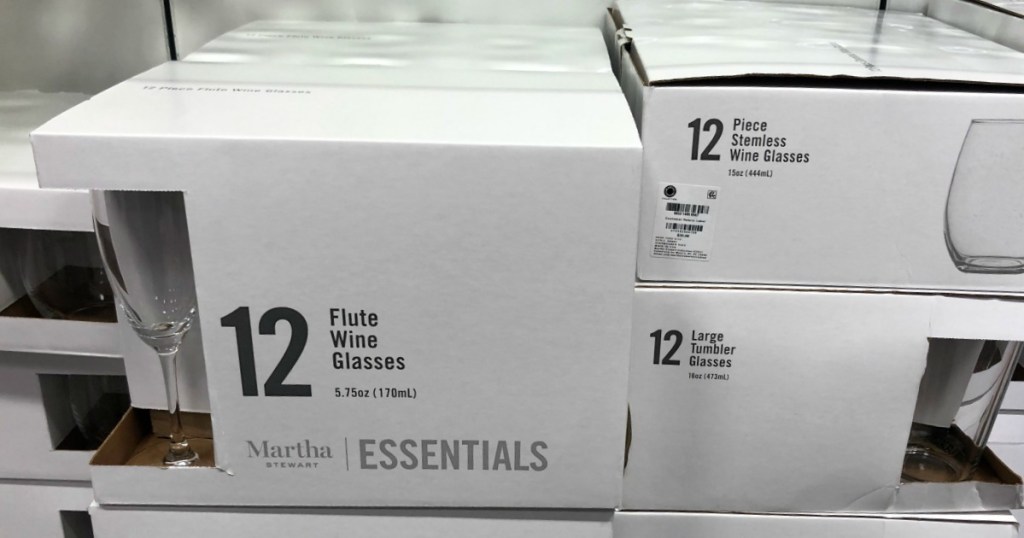 12 Piece Flute Wine Glasses
12
Flute
Wine
Glasses
5.75oz (170mL)
Martha
STEWART
ESSENTIALS
12
Piece
Stemless
Wine Glasses
15oz (444mL)
12
Large
Tumbler
Glasses
16oz (473mL)